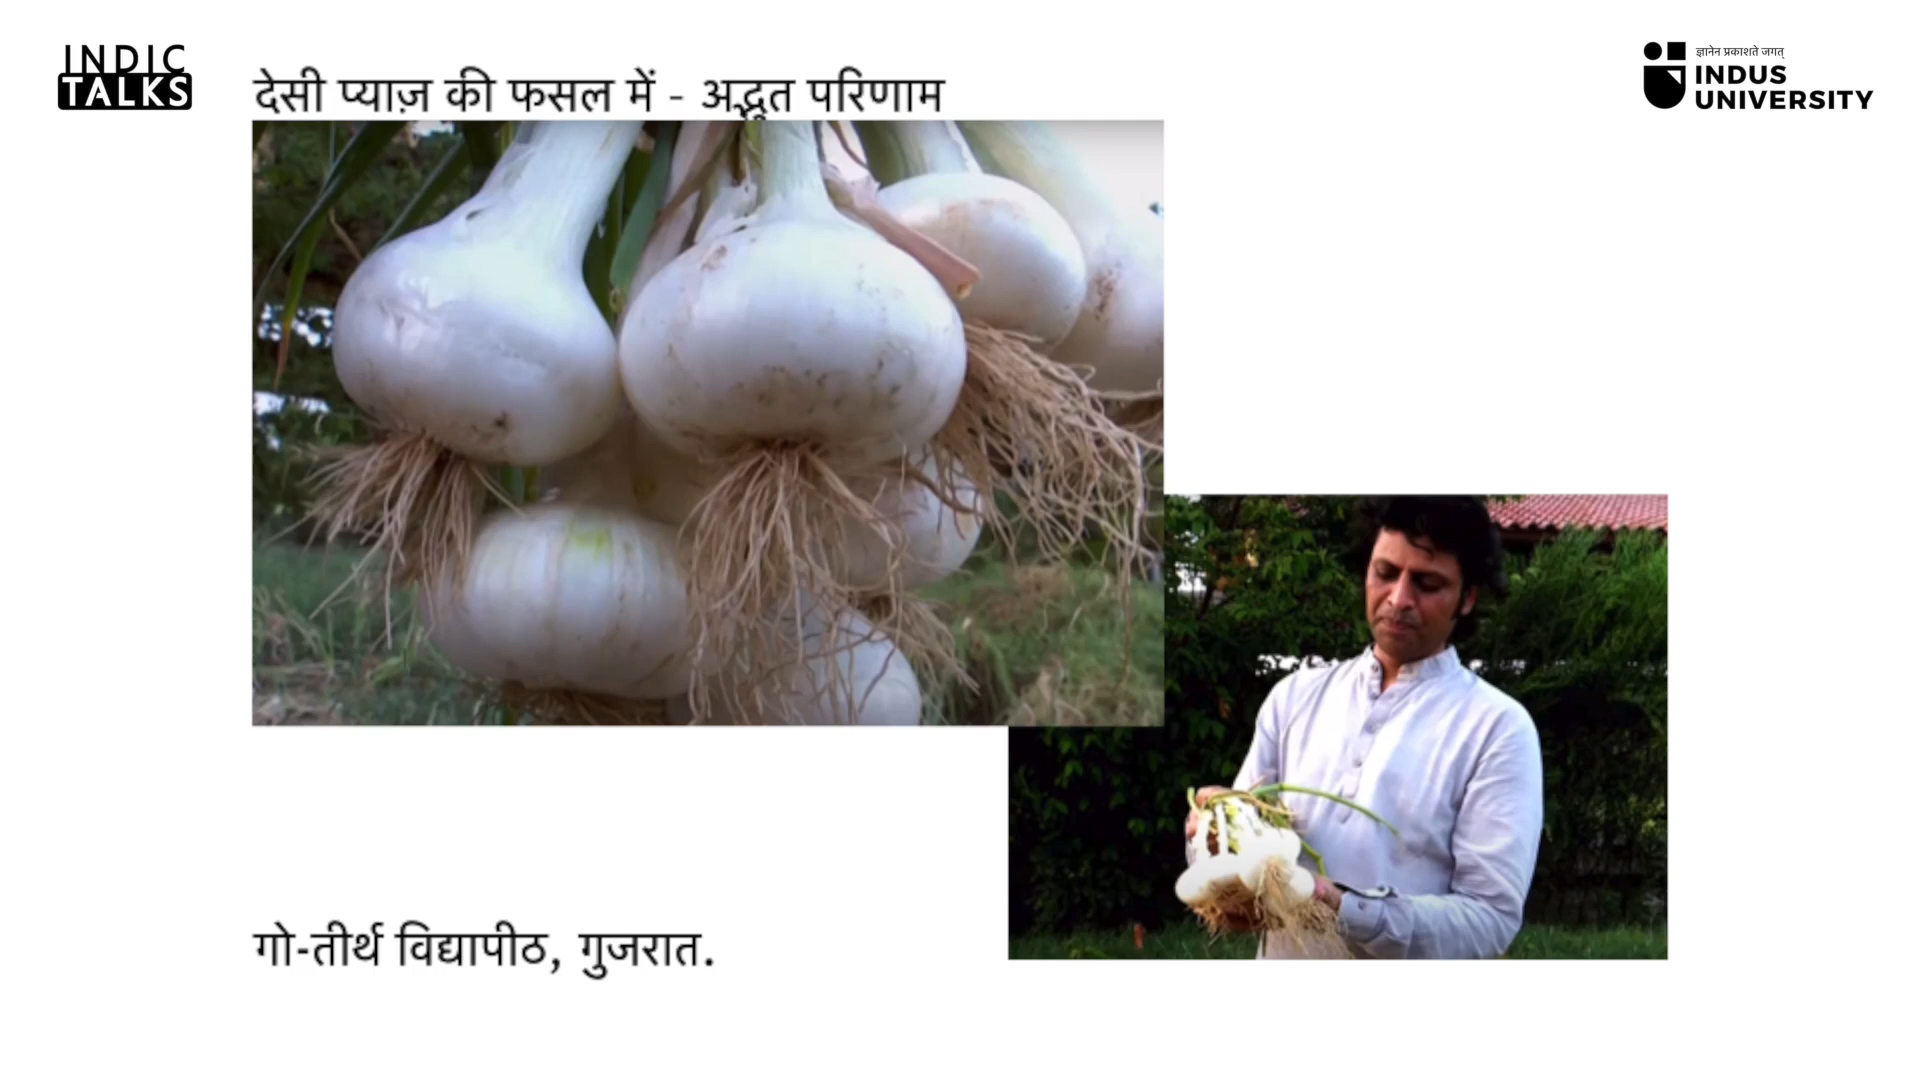 INDIC
TALKS
देसी प्याज़ की फसल में - अद्भुत परिणाम
ज्ञानेन प्रकाशते जगत्
INDUS
UNIVERSITY
गो-तीर्थ विद्यापीठ, गुजरात.